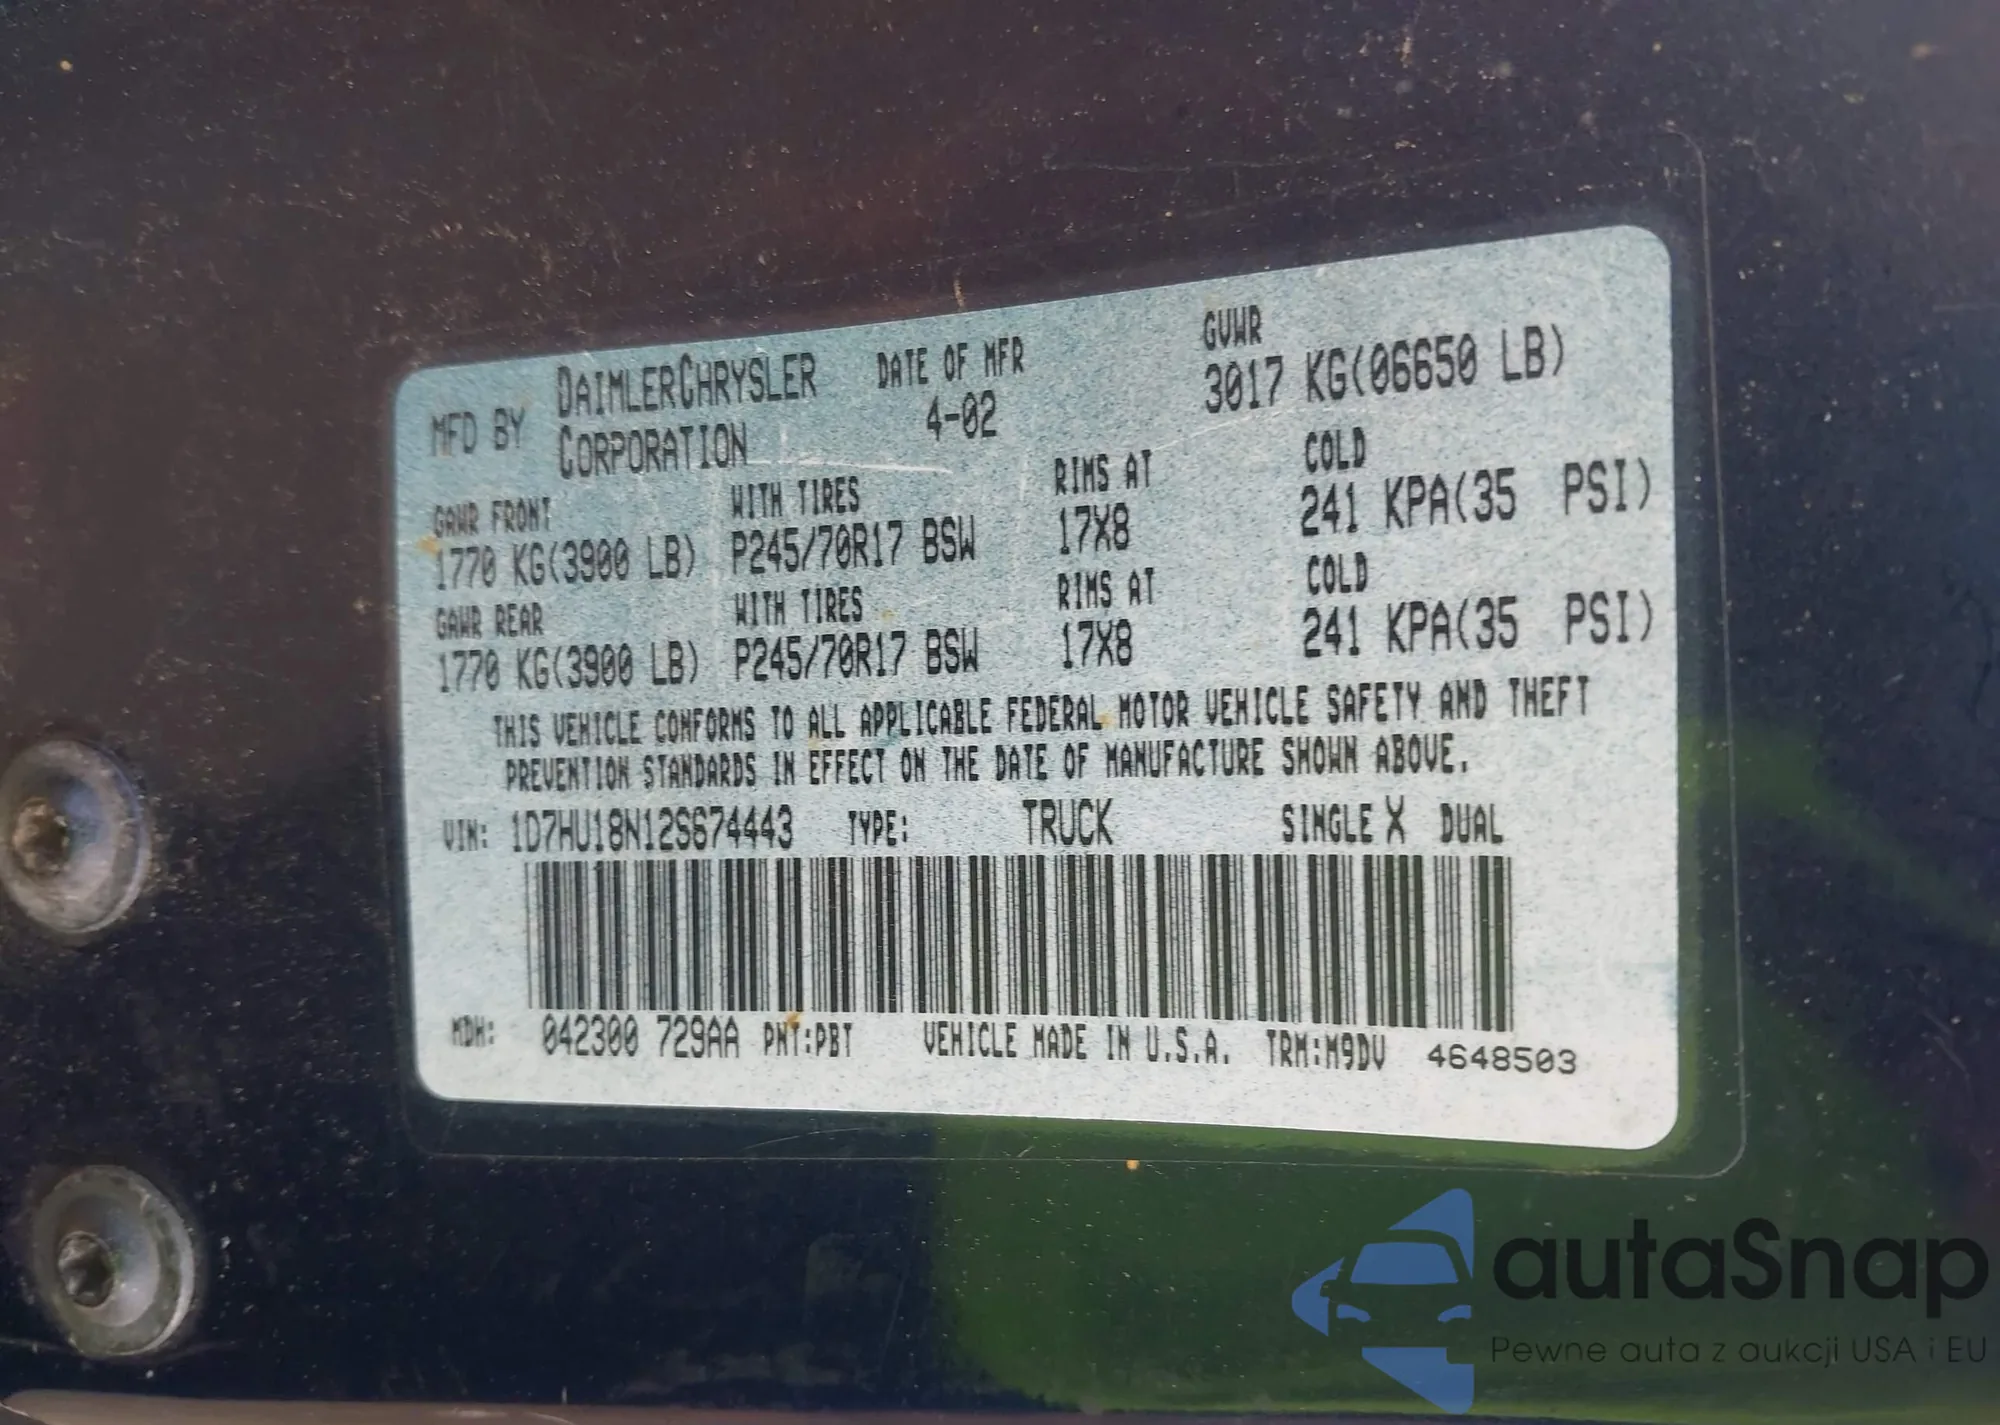 MFD BY DAIMLERCHRYSLER CORPORATION
DATE OF MFR
4-02
GVWR
3017 KG(06650 LB)
GAWR FRONT WITH TIRES RIMS AT COLD
1770 KG(3900 LB) P245/70R17 BSW 17X8 241 KPA(35 PSI)
GAWR REAR WITH TIRES RIMS AT COLD
1770 KG(3900 LB) P245/70R17 BSW 17X8 241 KPA(35 PSI)
THIS VEHICLE CONFORMS TO ALL APPLICABLE FEDERAL MOTOR VEHICLE SAFETY AND THEFT
PREVENTION STANDARDS IN EFFECT ON THE DATE OF MANUFACTURE SHOWN ABOVE.
VIN: 1D7HU18N12S674443 TYPE: TRUCK SINGLE X DUAL
MDH: 042300 729AA PNT:PBT VEHICLE MADE IN U.S.A. TRM:M9DV 4648503
autaSnap
Pewne auta z aukcji USA i EU